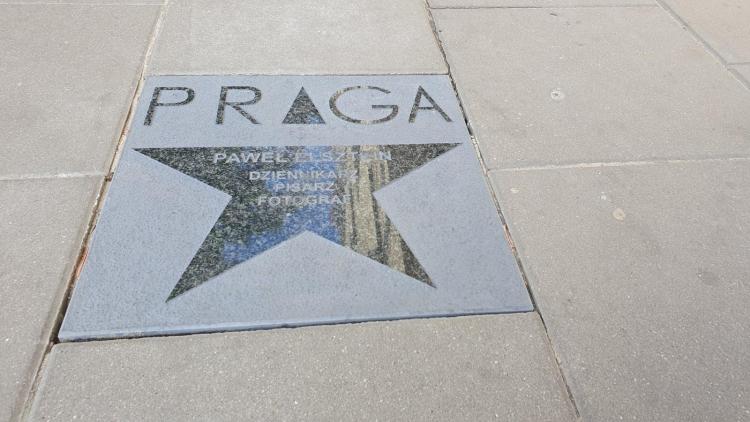 PRAGA
PAWEŁ ELSZTEIN
DZIENNIKARZ
PISARZ
FOTOGRAF